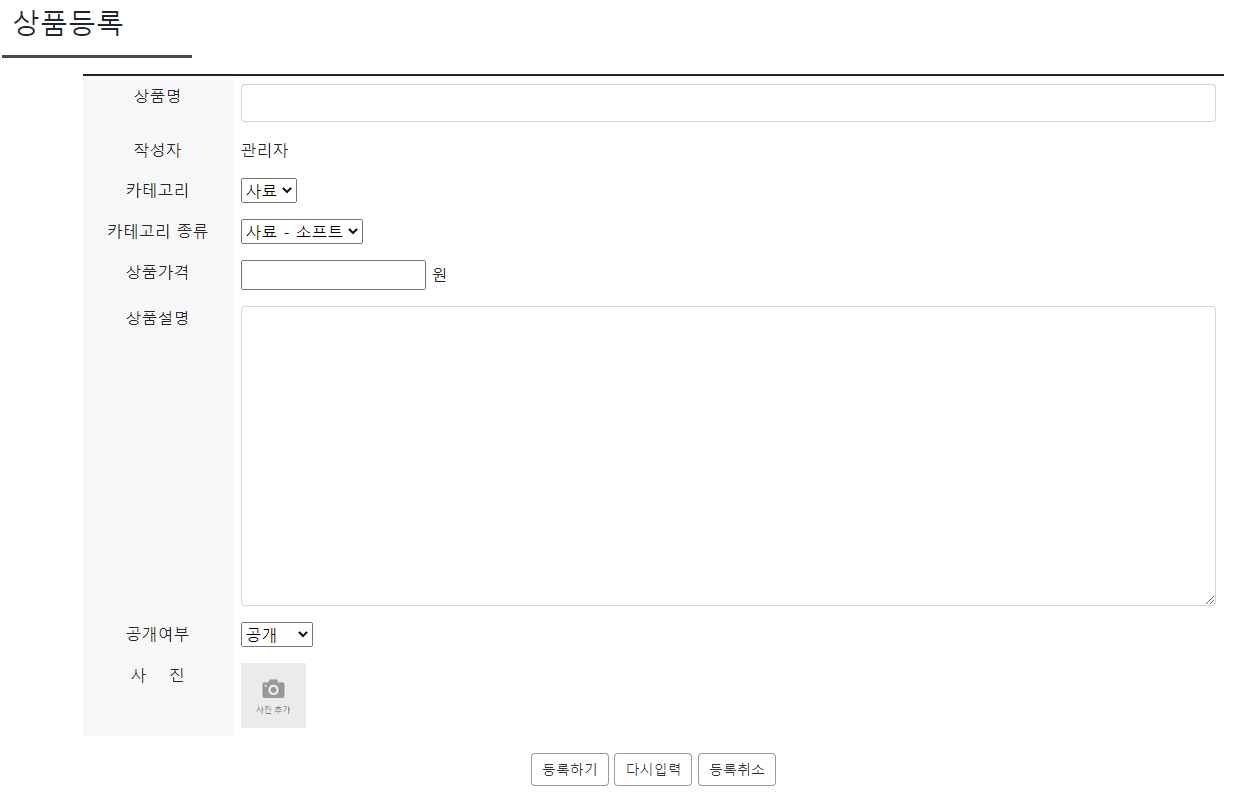 상품등록
상품명
작성자 관리자
카테고리 사료
카테고리 종류 사료 - 소프트
상품가격 원
상품설명
공개여부 공개
사 진 사진 추가
등록하기 다시입력 등록취소